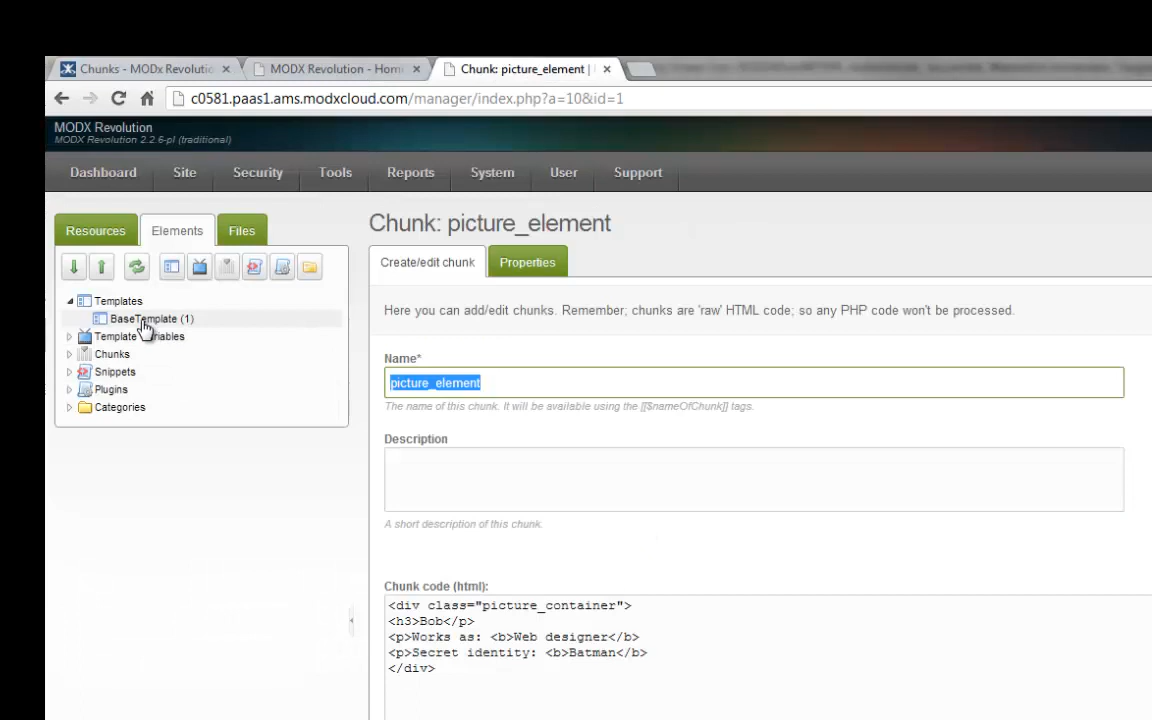 Chunks - MODx Revolutio
MODX Revolution - Hom
Chunk: picture_element |
c0581.paas1.ams.modxcloud.com/manager/index.php?a=10&id=1
MODX Revolution
MODX Revolution 2.2.6-pl (traditional)
Dashboard Site Security Tools Reports System User Support
Resources Elements Files
Templates
BaseTemplate (1)
Template Variables
Chunks
Snippets
Plugins
Categories
Chunk: picture_element
Create/edit chunk Properties
Here you can add/edit chunks. Remember; chunks are 'raw' HTML code; so any PHP code won't be processed.
Name*
picture_element
The name of this chunk. It will be available using the [[$nameOfChunk]] tags.
Description
A short description of this chunk.
Chunk code (html):
<div class="picture_container">
<h3>Bob</p>
<p>Works as: <b>Web designer</b>
<p>Secret identity: <b>Batman</b>
</div>